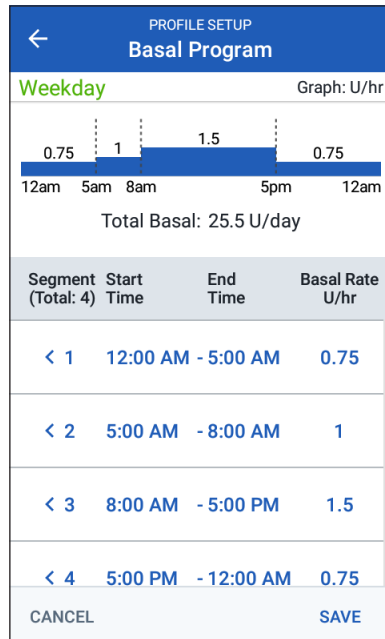 PROFILE SETUP
Basal Program
Weekday Graph: U/hr
0.75 1 1.5 0.75
12am 5am 8am 5pm 12am
Total Basal: 25.5 U/day
Segment Start End Basal Rate
(Total: 4) Time Time U/hr
< 1 12:00 AM - 5:00 AM 0.75
< 2 5:00 AM - 8:00 AM 1
< 3 8:00 AM - 5:00 PM 1.5
< 4 5:00 PM - 12:00 AM 0.75
CANCEL SAVE